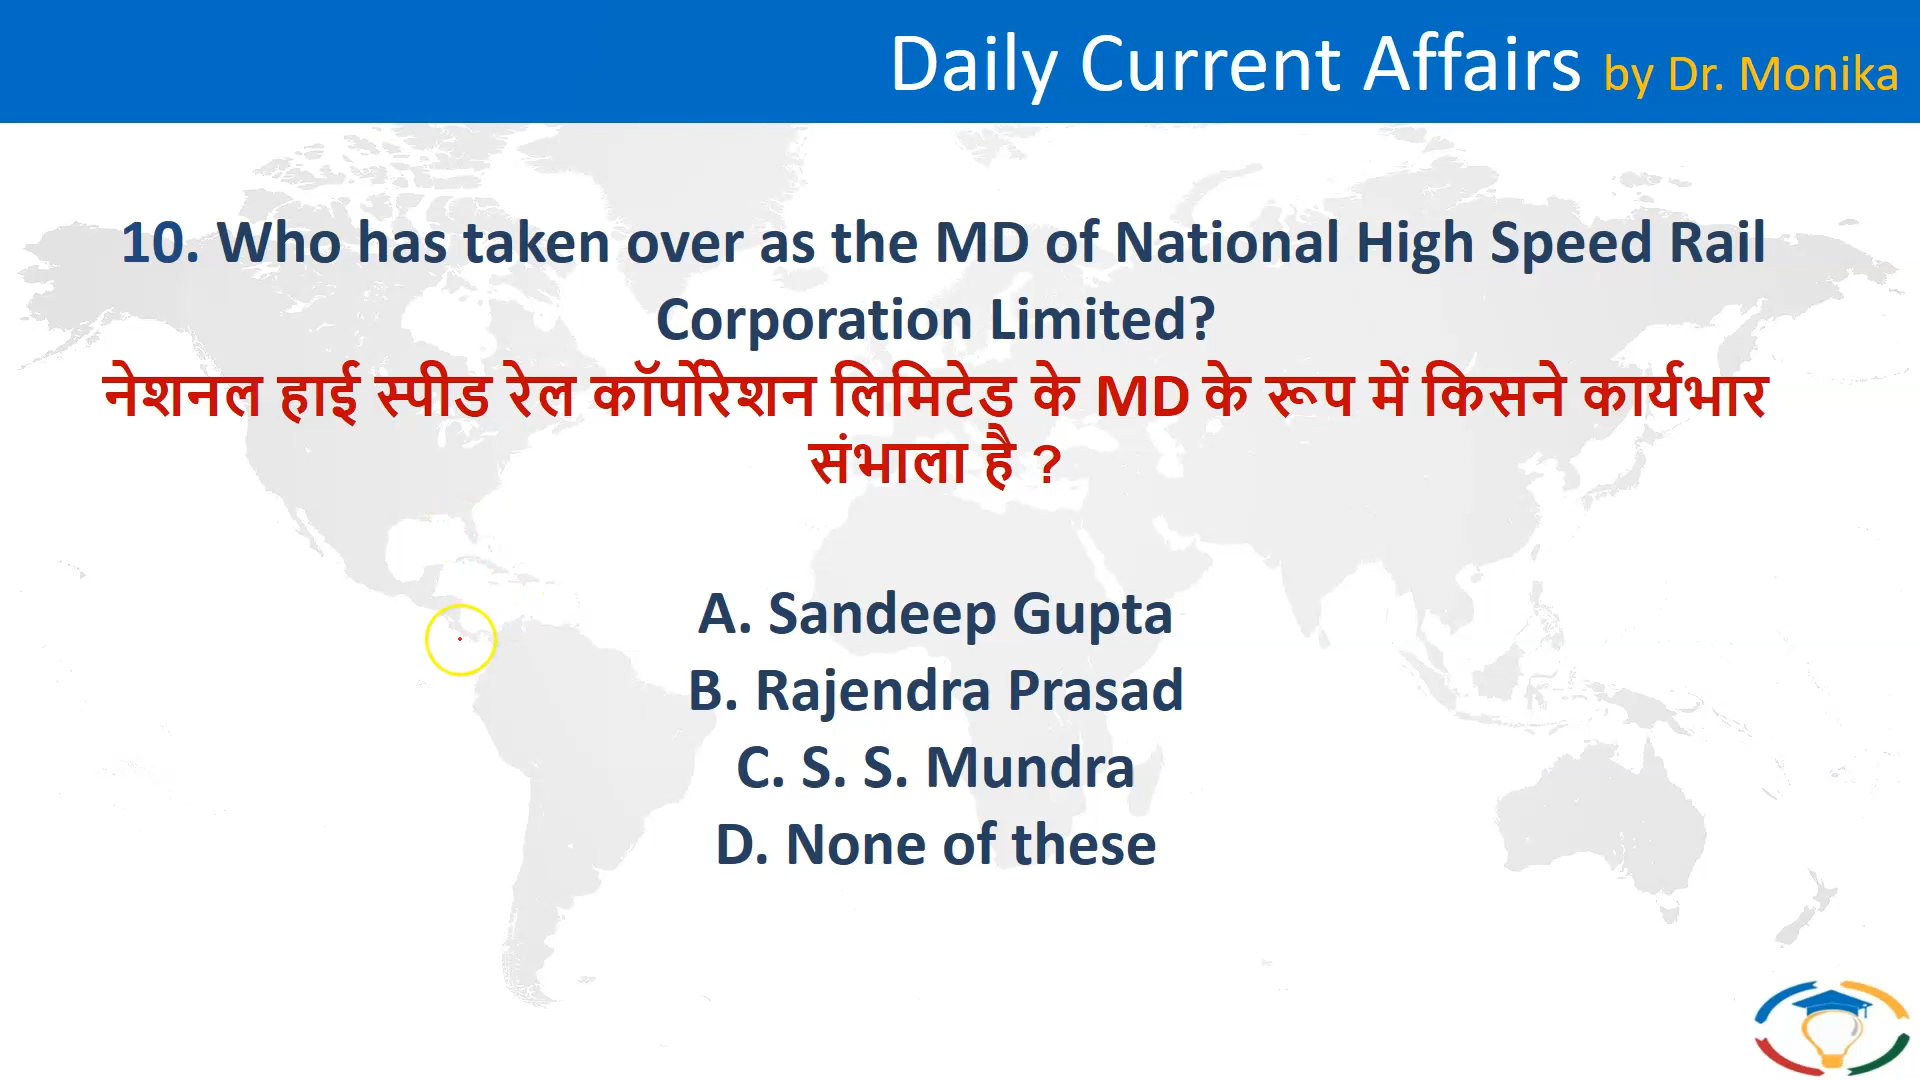 Daily Current Affairs by Dr. Monika
10. Who has taken over as the MD of National High Speed Rail
Corporation Limited?
नेशनल हाई स्पीड रेल कॉर्पोरेशन लिमिटेड के MD के रूप में किसने कार्यभार
संभाला है ?
A. Sandeep Gupta
B. Rajendra Prasad
C. S. S. Mundra
D. None of these